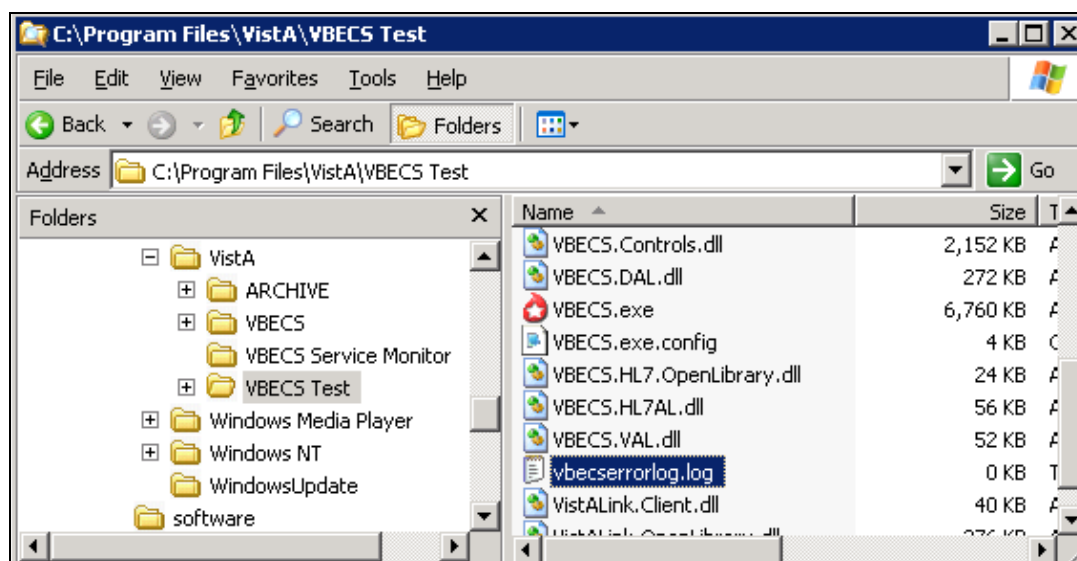 C:\Program Files\VistA\VBECS Test
File Edit View Favorites Tools Help
Back Search Folders
Address C:\Program Files\VistA\VBECS Test Go
Folders
VistA
ARCHIVE
VBECS
VBECS Service Monitor
VBECS Test
Windows Media Player
Windows NT
WindowsUpdate
software
Name Size T
VBECS.Controls.dll 2,152 KB
VBECS.DAL.dll 272 KB
VBECS.exe 6,760 KB
VBECS.exe.config 4 KB
VBECS.HL7.OpenLibrary.dll 24 KB
VBECS.HL7AL.dll 56 KB
VBECS.VAL.dll 52 KB
vbecserrorlog.log 0 KB T
VistALink.Client.dll 40 KB
VistALink.OpenLibrary.dll